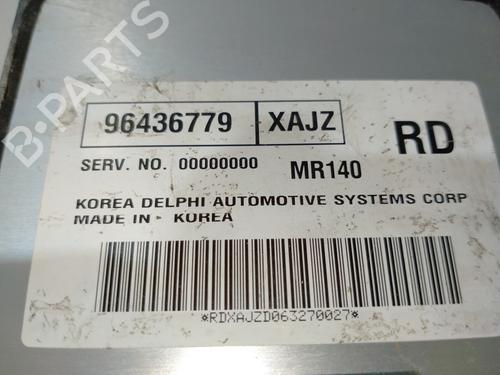 96436779 XAJZ RD
SERV. NO. 00000000 MR140
KOREA DELPHI AUTOMOTIVE SYSTEMS CORP
MADE IN - KOREA
*RDXAJZD063270027*
B-PARTS